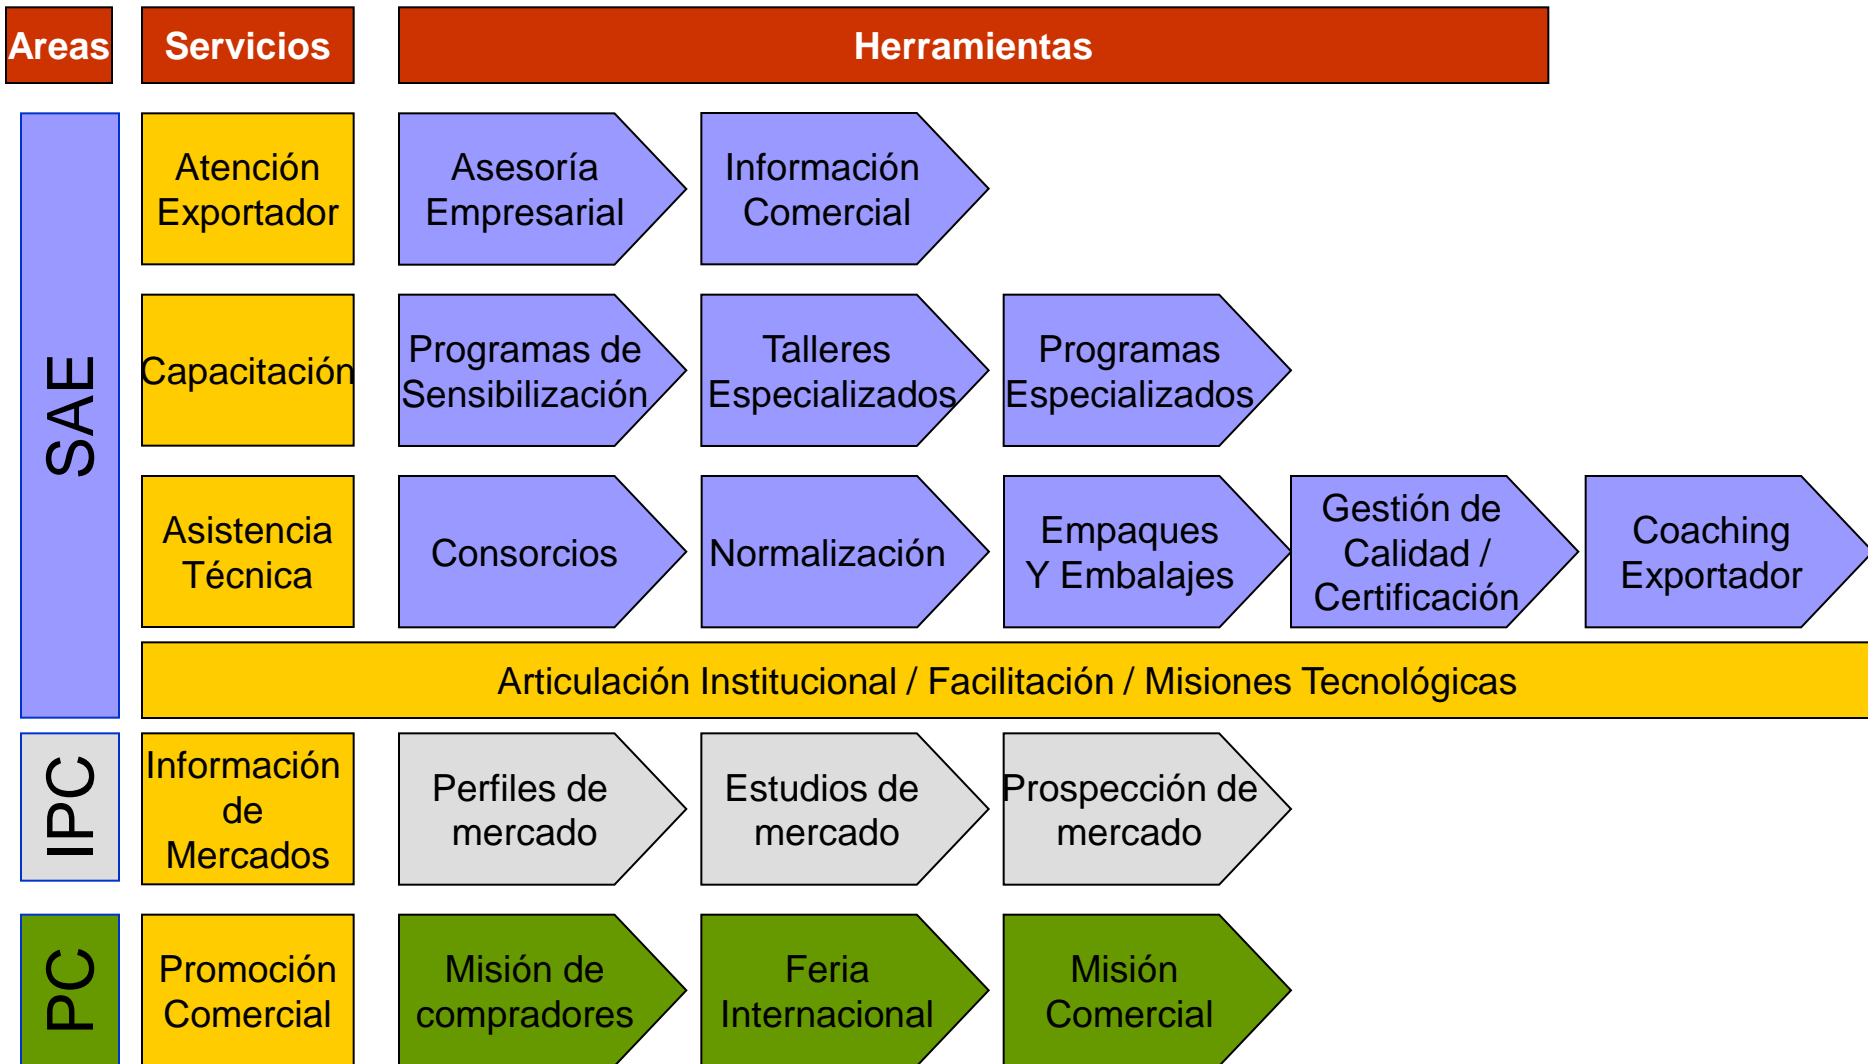 Areas
Servicios
Herramientas
SAE
Atención
Exportador
Asesoría
Empresarial
Información
Comercial
Capacitación
Programas de
Sensibilización
Talleres
Especializados
Programas
Especializados
Asistencia
Técnica
Consorcios
Normalización
Empaques
Y Embalajes
Gestión de
Calidad /
Certificación
Coaching
Exportador
Articulación Institucional / Facilitación / Misiones Tecnológicas
IPC
Información
de
Mercados
Perfiles de
mercado
Estudios de
mercado
Prospección de
mercado
PC
Promoción
Comercial
Misión de
compradores
Feria
Internacional
Misión
Comercial